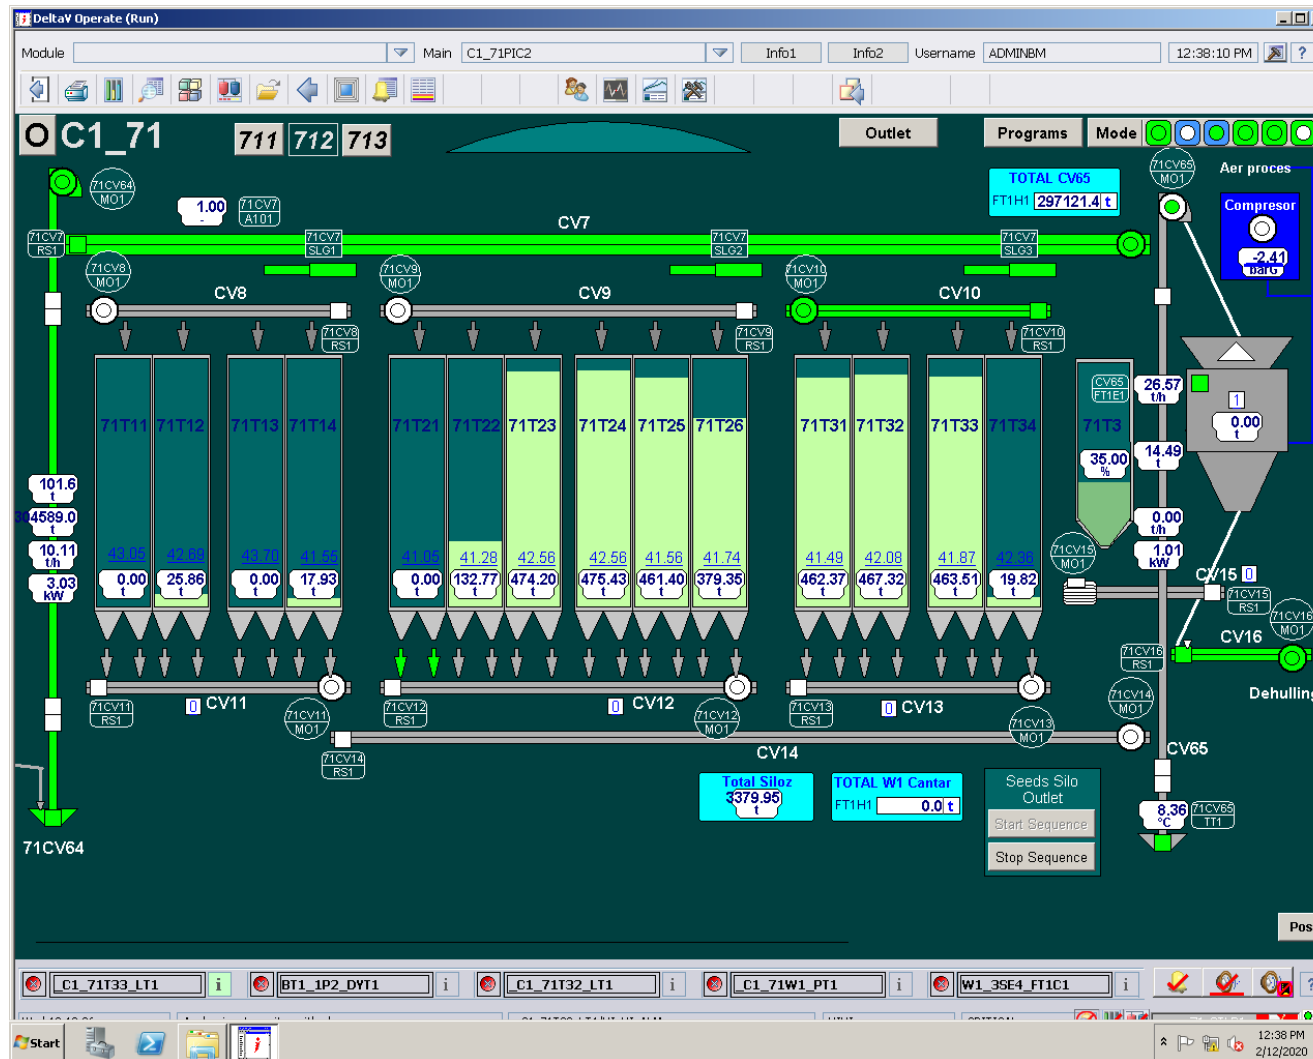 DeltaV Operate (Run)
Module Main C1_71PIC2 Info1 Info2 Username ADMINBM 12:38:10 PM ?
C1_71 711 712 713 Outlet Programs Mode
71CV64 MO1
1.00
-
71CV7 A101
TOTAL CV65
FT1H1 297121.4 t
71CV65 MO1
Aer proces
Compresor
-2.41
barG
71CV7 RS1
71CV7 SLG1
CV7
71CV7 SLG2
71CV7 SLG3
71CV8 MO1
CV8
71CV9 MO1
CV9
71CV10 MO1
CV10
71CV8 RS1
71CV9 RS1
71CV10 RS1
71T11 71T12 71T13 71T14 71T21 71T22 71T23 71T24 71T25 71T26 71T31 71T32 71T33 71T34 71T3
CV65 FT1E1
26.57 t/h
1
0.00 t
35.00 %
14.49 t
101.6 t
304589.0 t
10.11 t/h
3.03 kW
0.00 t/h
1.01 kW
43.05 42.69 43.70 41.55 41.05 41.28 42.56 42.56 41.56 41.74 41.49 42.08 41.87 42.36
0.00 t 25.86 t 0.00 t 17.93 t 0.00 t 132.77 t 474.20 t 475.43 t 461.40 t 379.35 t 462.37 t 467.32 t 463.51 t 19.82 t
71CV15 MO1
CV15 0
71CV15 RS1
71CV16 MO1
CV16
71CV16 RS1
Dehulling
71CV11 RS1
0 CV11
71CV11 MO1
71CV12 RS1
0 CV12
71CV12 MO1
71CV13 RS1
0 CV13
71CV13 MO1
71CV14 MO1
71CV14 RS1
CV14
CV65
Total Siloz
3379.95
t
TOTAL W1 Cantar
FT1H1 0.0 t
Seeds Silo
Outlet
Start Sequence
Stop Sequence
8.36 °C
71CV65 TT1
71CV64
Pos
_C1_71T33_LT1 i BT1_1P2_DYT1 i _C1_71T32_LT1 i _C1_71W1_PT1 i W1_3SE4_FT1C1 i ?
Start
12:38 PM
2/12/2020